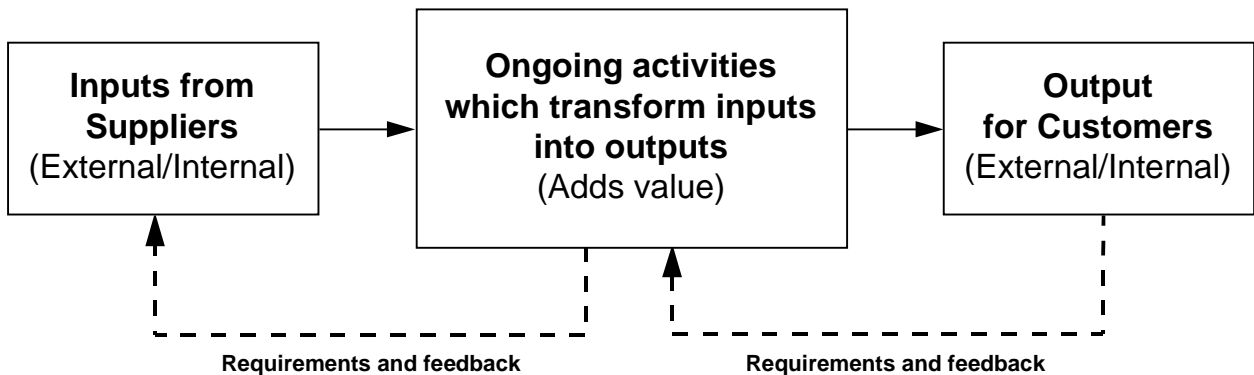 Inputs from
Suppliers
(External/Internal)
Ongoing activities
which transform inputs
into outputs
(Adds value)
Output
for Customers
(External/Internal)
Requirements and feedback
Requirements and feedback